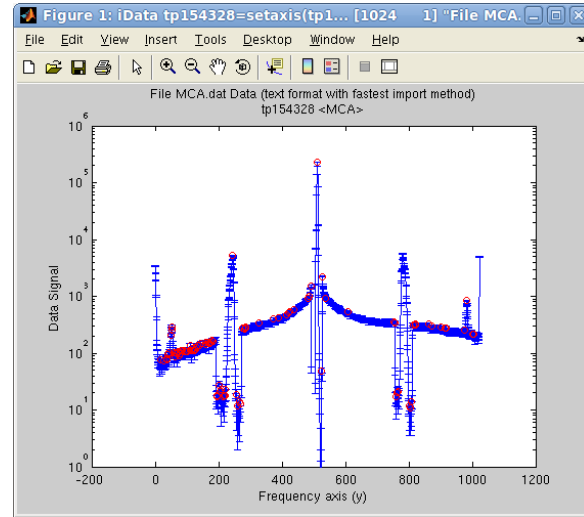 Figure 1: iData tp154328=setaxis(tp1... [1024 1] "File MCA.
File Edit View Insert Tools Desktop Window Help
File MCA.dat Data (text format with fastest import method)
tp154328 <MCA>
10^6
10^5
10^4
10^3
10^2
10^1
10^0
Data Signal
-200 0 200 400 600 800 1000 1200
Frequency axis (y)